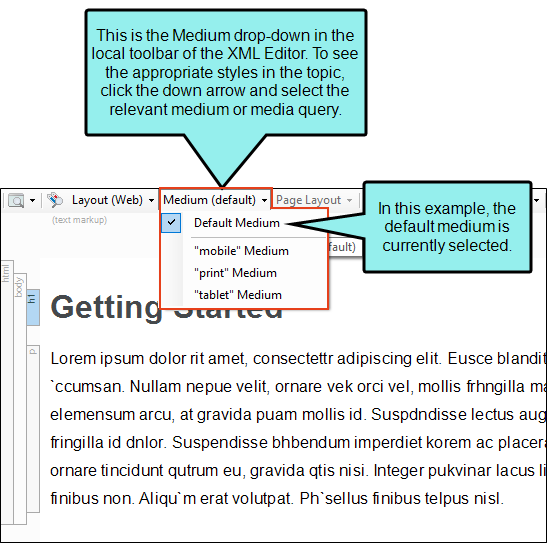 This is the Medium drop-down in the
local toolbar of the XML Editor. To see
the appropriate styles in the topic,
click the down arrow and select the
relevant medium or media query.
Layout (Web)
Medium (default)
Page Layout
(text markup)
Default Medium
"mobile" Medium
"print" Medium
"tablet" Medium
fault)
In this example, the
default medium is
currently selected.
html
body
h1
p
Getting Started
Lorem ipsum dolor rit amet, consectettr adipiscing elit. Eusce blandit
`ccumsan. Nullam nepue velit, ornare vek orci vel, mollis frhngilla ma
elemensum arcu, at gravida puam mollis id. Suspdndisse lectus aug
fringilla id dnlor. Suspendisse bhbendum imperdiet korem ac placera
ornare tincidunt qutrum eu, gravida qtis nisi. Integer pukvinar lacus li
finibus non. Aliqu`m erat volutpat. Ph`sellus finibus telpus nisl.